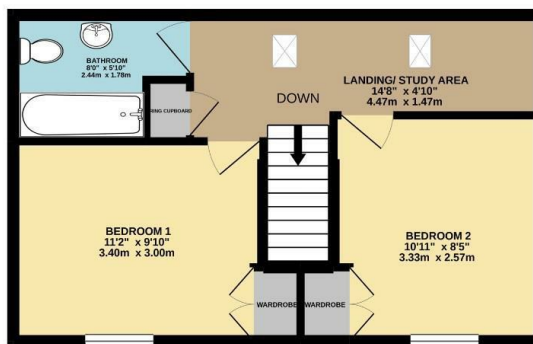 BATHROOM
8'0" x 5'10"
2.44m x 1.78m
LANDING/ STUDY AREA
14'8" x 4'10"
4.47m x 1.47m
RING CUPBOARD
DOWN
BEDROOM 1
11'2" x 9'10"
3.40m x 3.00m
BEDROOM 2
10'11" x 8'5"
3.33m x 2.57m
WARDROBE
WARDROBE